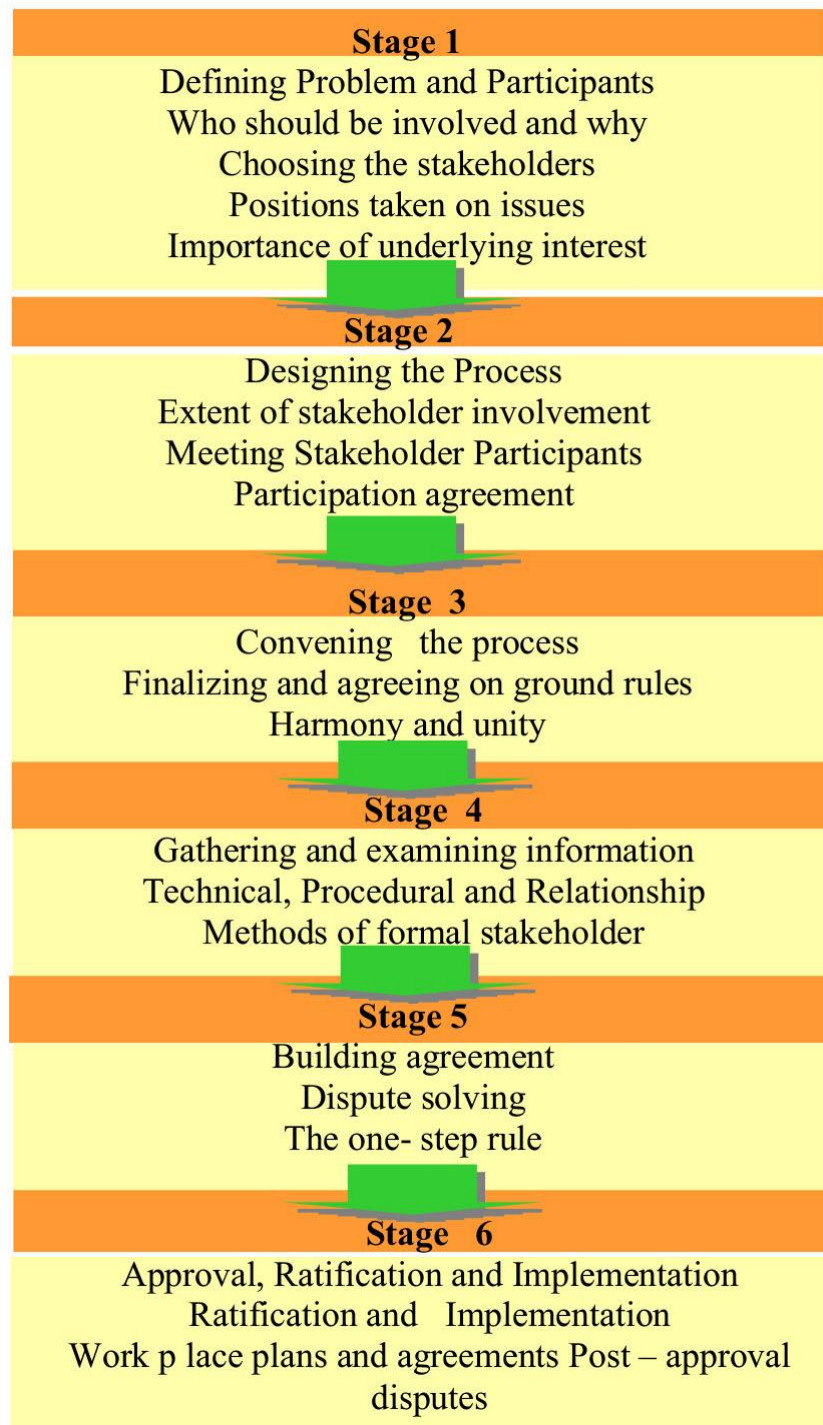 Stage 1
Defining Problem and Participants
Who should be involved and why
Choosing the stakeholders
Positions taken on issues
Importance of underlying interest
Stage 2
Designing the Process
Extent of stakeholder involvement
Meeting Stakeholder Participants
Participation agreement
Stage 3
Convening the process
Finalizing and agreeing on ground rules
Harmony and unity
Stage 4
Gathering and examining information
Technical, Procedural and Relationship
Methods of formal stakeholder
Stage 5
Building agreement
Dispute solving
The one- step rule
Stage 6
Approval, Ratification and Implementation
Ratification and Implementation
Work p lace plans and agreements Post – approval
disputes